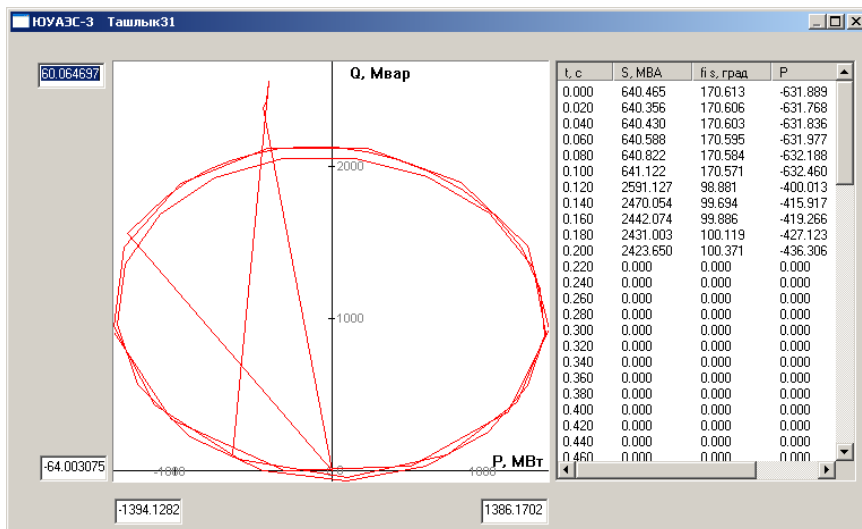 ЮУАЭС-3 Ташлык31
60.064697
Q, Мвар
2000
1000
0
-1000
1000
P, МВт
-64.003075
-1394.1282
1386.1702
t, c S, МВА fi s, град P
0.000 640.465 170.613 -631.889
0.020 640.356 170.606 -631.768
0.040 640.430 170.603 -631.836
0.060 640.588 170.595 -631.977
0.080 640.822 170.584 -632.188
0.100 641.122 170.571 -632.460
0.120 2591.127 98.881 -400.013
0.140 2470.054 99.694 -415.917
0.160 2442.074 99.886 -419.266
0.180 2431.003 100.119 -427.123
0.200 2423.650 100.371 -436.306
0.220 0.000 0.000 0.000
0.240 0.000 0.000 0.000
0.260 0.000 0.000 0.000
0.280 0.000 0.000 0.000
0.300 0.000 0.000 0.000
0.320 0.000 0.000 0.000
0.340 0.000 0.000 0.000
0.360 0.000 0.000 0.000
0.380 0.000 0.000 0.000
0.400 0.000 0.000 0.000
0.420 0.000 0.000 0.000
0.440 0.000 0.000 0.000
0.460 0.000 0.000 0.000